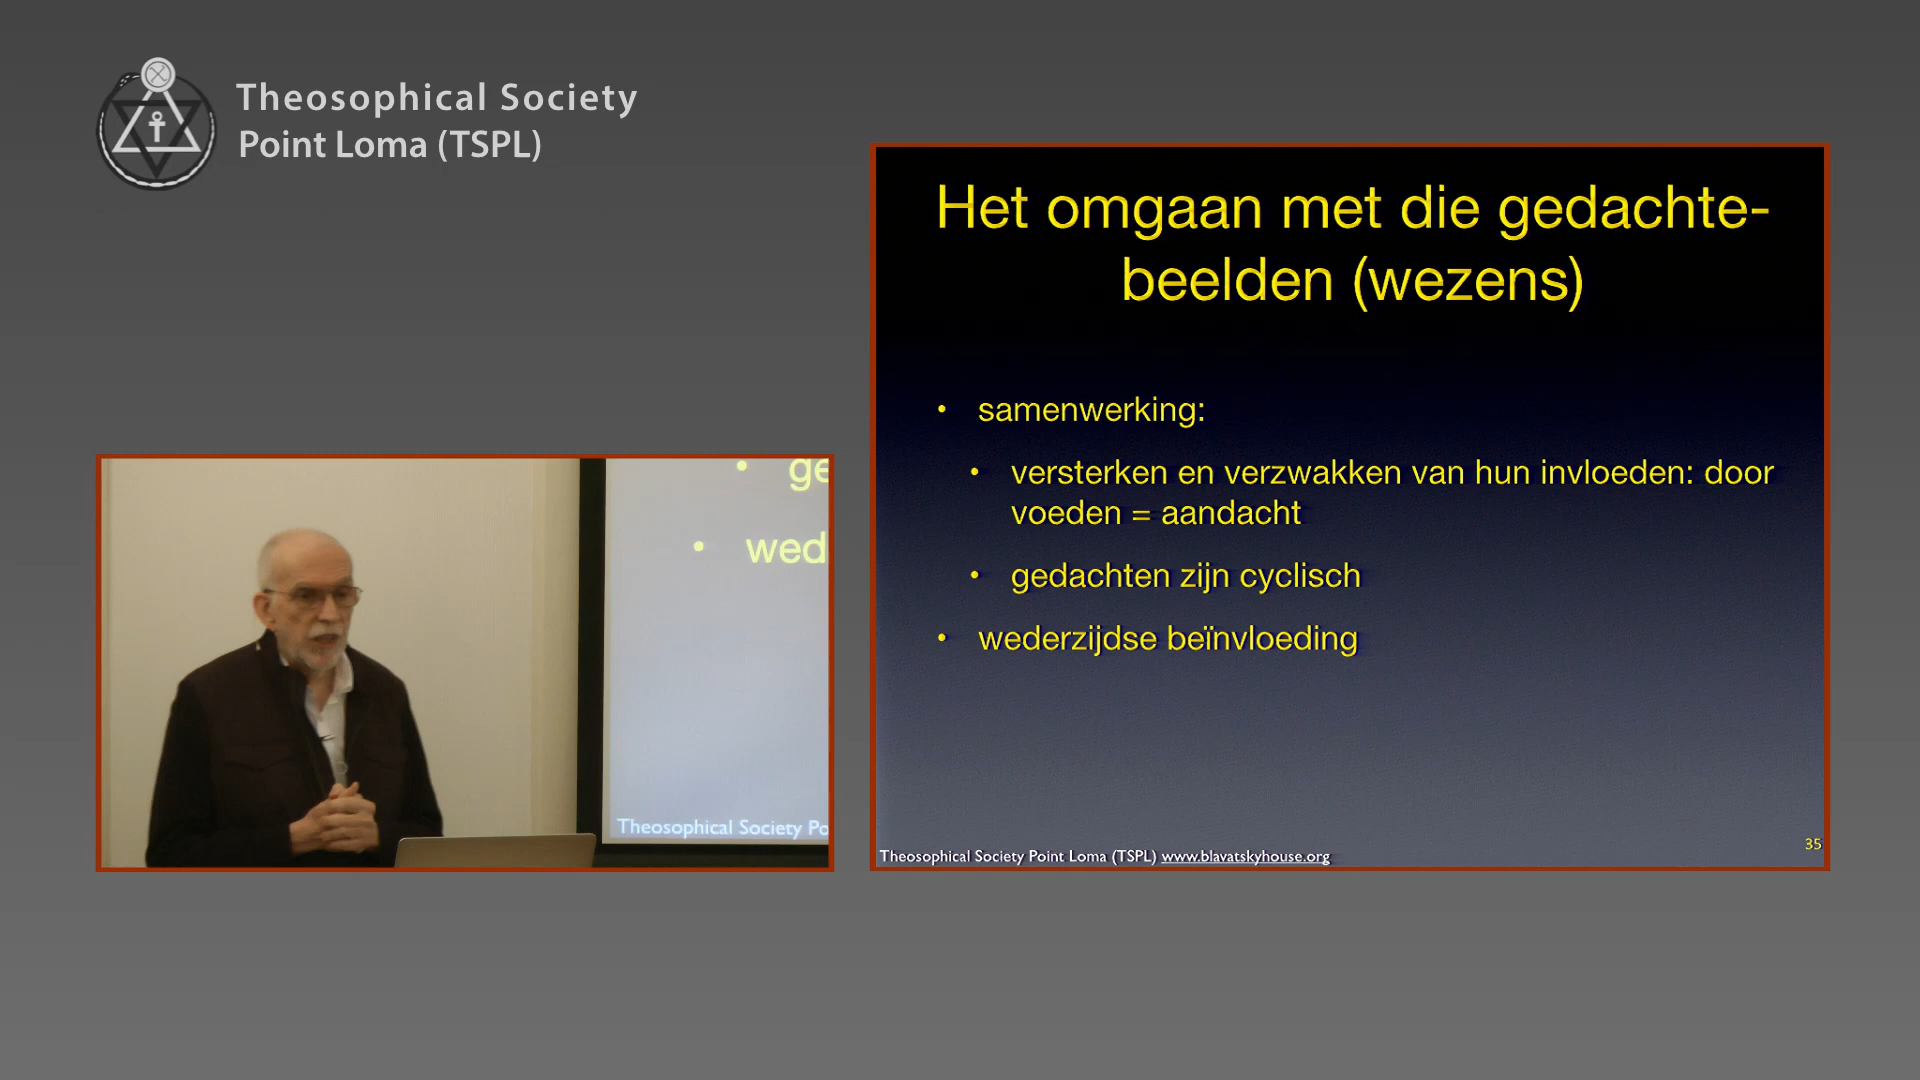 Theosophical Society
Point Loma (TSPL)
Het omgaan met die gedachte-
beelden (wezens)
• samenwerking:
• versterken en verzwakken van hun invloeden: door
voeden = aandacht
• gedachten zijn cyclisch
• wederzijdse beïnvloeding
Theosophical Society Point Loma (TSPL) www.blavatskyhouse.org
35
• ge
• wed
Theosophical Society Po